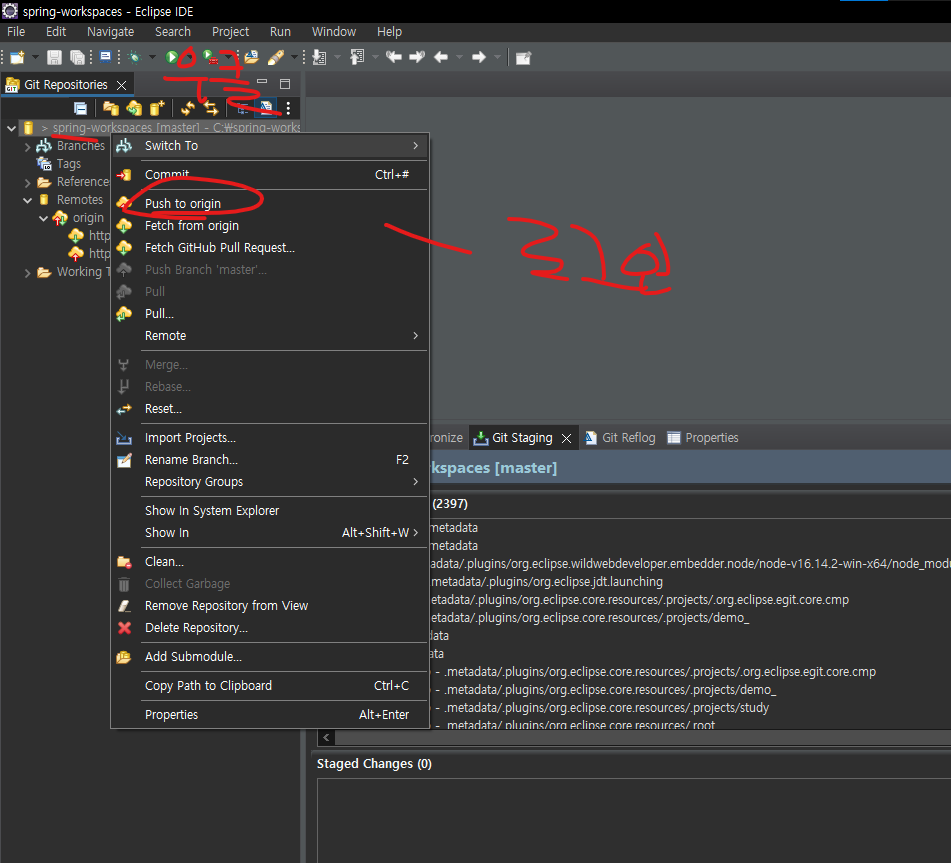 spring-workspaces - Eclipse IDE
File Edit Navigate Search Project Run Window Help
Git Repositories
> spring-workspaces [master] - C:\spring-works
Branches
Tags
Reference
Remotes
origin
http
http
Working T
Switch To
Commit... Ctrl+#
Push to origin
Fetch from origin
Fetch GitHub Pull Request...
Push Branch 'master'...
Pull
Pull...
Remote
Merge...
Rebase...
Reset...
Import Projects...
Rename Branch... F2
Repository Groups
Show In System Explorer
Show In Alt+Shift+W
Clean...
Collect Garbage
Remove Repository from View
Delete Repository...
Add Submodule...
Copy Path to Clipboard Ctrl+C
Properties Alt+Enter
ronize Git Staging Git Reflog Properties
kspaces [master]
(2397)
metadata
metadata
etadata/.plugins/org.eclipse.wildwebdeveloper.embedder.node/node-v16.14.2-win-x64/node_modu
.metadata/.plugins/org.eclipse.jdt.launching
metadata/.plugins/org.eclipse.core.resources/.projects/.org.eclipse.egit.core.cmp
metadata/.plugins/org.eclipse.core.resources/.projects/demo_
data
ata
- .metadata/.plugins/org.eclipse.core.resources/.projects/.org.eclipse.egit.core.cmp
- .metadata/.plugins/org.eclipse.core.resources/.projects/demo_
- .metadata/.plugins/org.eclipse.core.resources/.projects/study
- .metadata/.plugins/org.eclipse.core.resources/.root
Staged Changes (0)